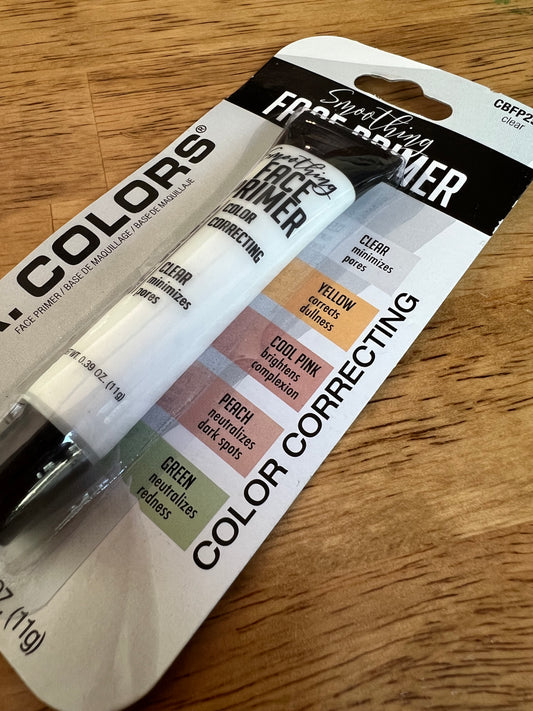 CBFP25
clear
Smoothing
FACE PRIMER
. COLORS®
FACE PRIMER / BASE DE MAQUILLAGE / BASE DE MAQUILLAJE
Smoothing
FACE
PRIMER
COLOR
CORRECTING
CLEAR
minimizes
pores
WT. 0.39 OZ. (11g)
CLEAR
minimizes
pores
YELLOW
corrects
dullness
COOL PINK
brightens
complexion
PEACH
neutralizes
dark spots
GREEN
neutralizes
redness
COLOR CORRECTING
OZ. (11g)